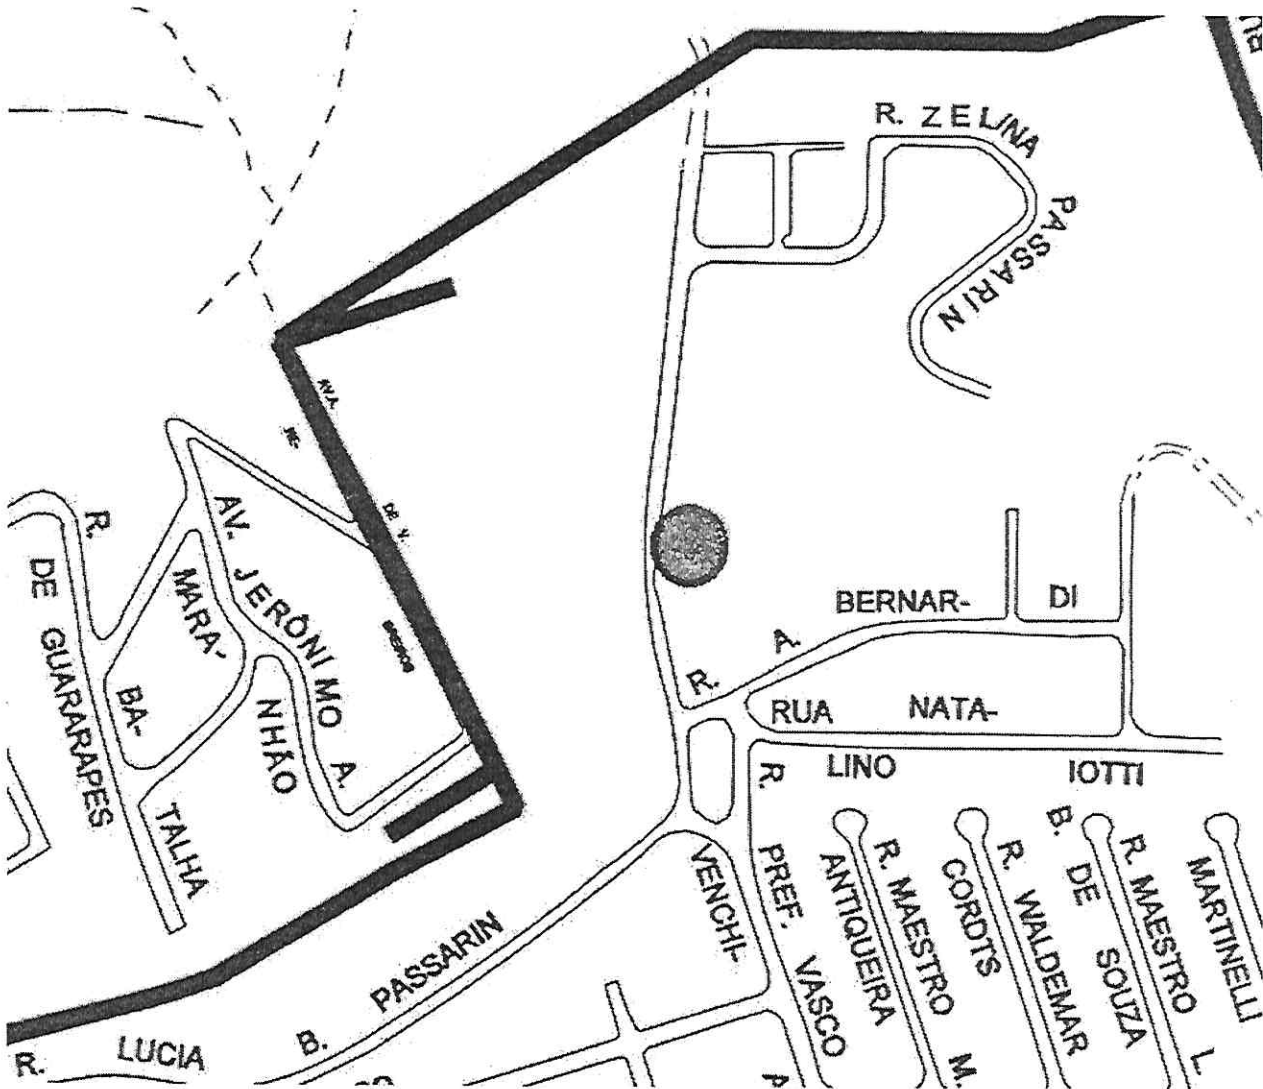 RU
R. ZELINA
PASSARIN
AV.
JERÔNIMO
A.
R.
DE GUARARAPES
MARA-
NHÃO
BA-
TALHA
DE V.
BERNAR-
DI
R.
A.
RUA
NATA-
LINO
IOTTI
R.
PREF. VASCO
VENCHI-
R. MAESTRO M.
ANTIQUEIRA
R. WALDEMAR
CORDTS
R. MAESTRO L.
B. DE SOUZA
MARTINELLI
R. LUCIA B. PASSARIN
A